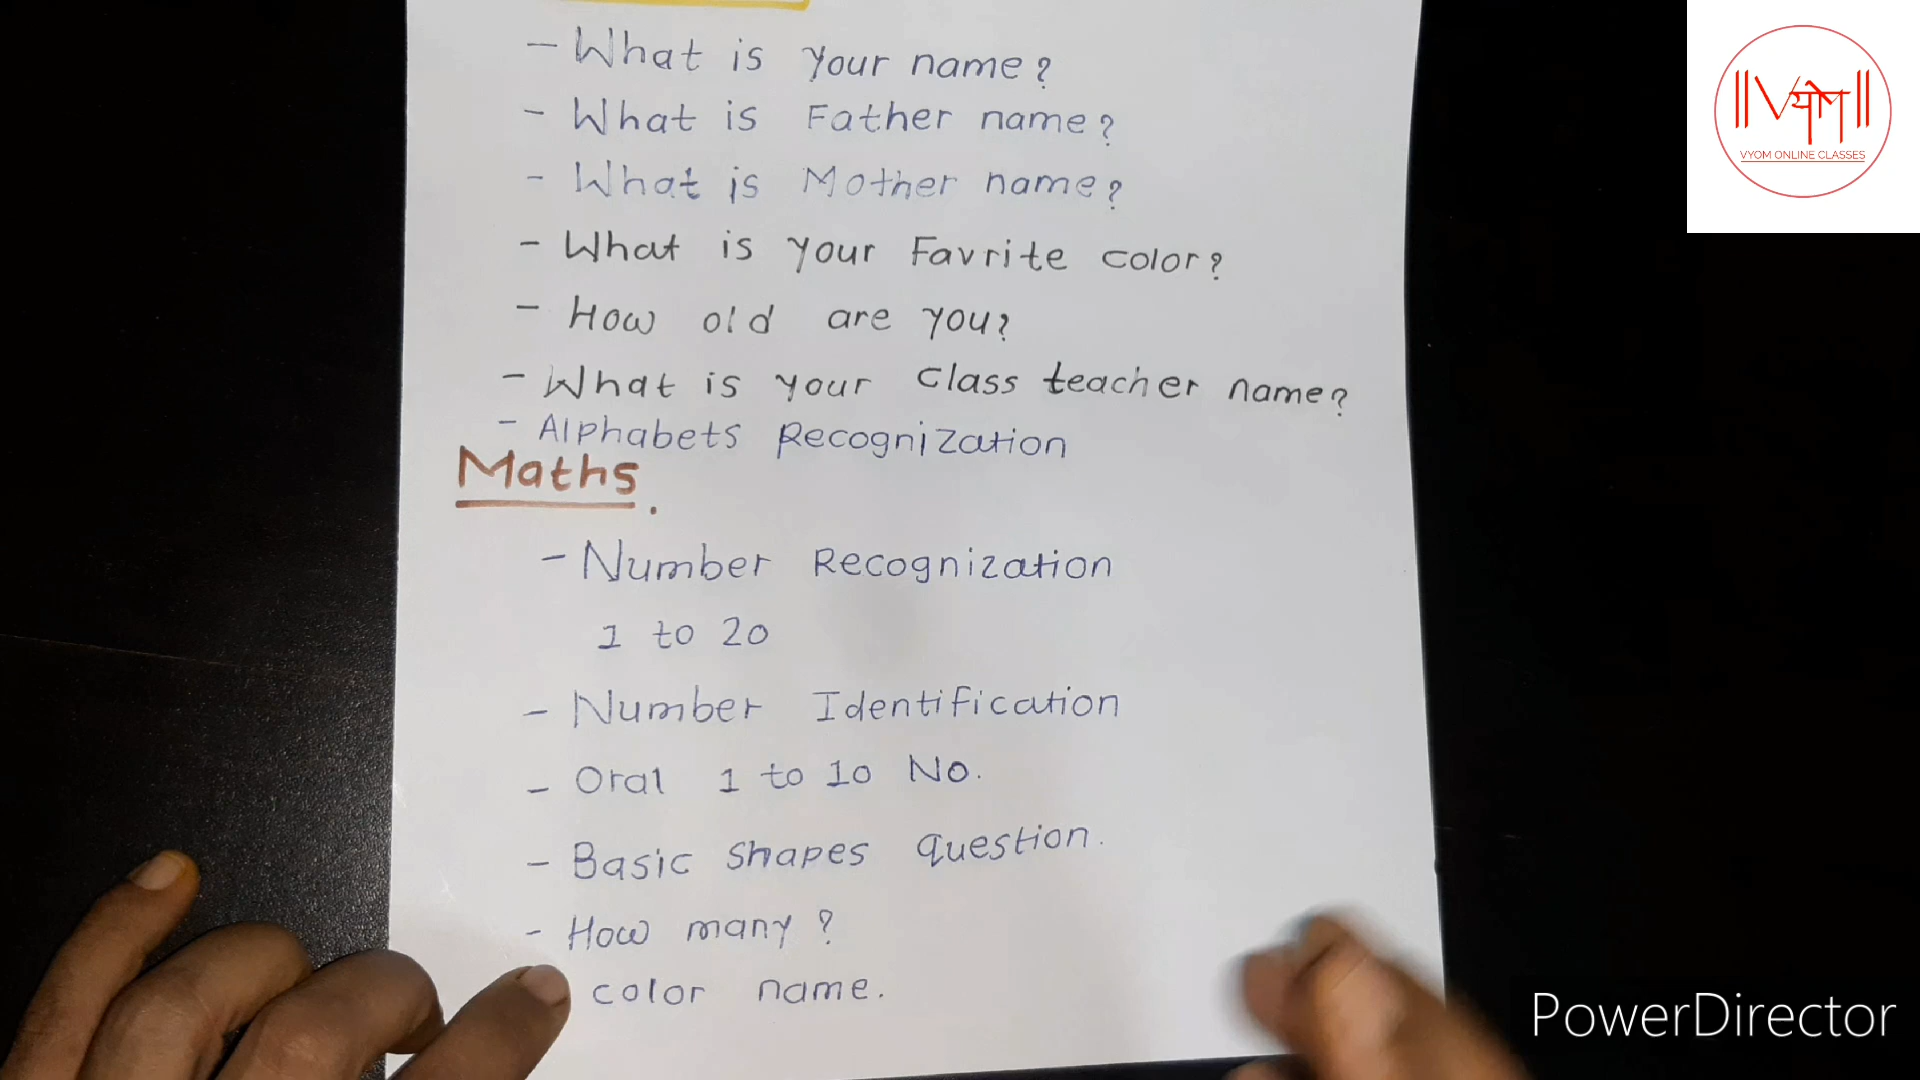 - What is your name?
- What is Father name?
- What is Mother name?
- What is your Favrite color?
- How old are you?
- What is your Class teacher name?
- Alphabets Recognization
Maths.
- Number Recognization
1 to 20
- Number Identification
- Oral 1 to 10 No.
- Basic Shapes question.
- How many?
color name.
||Vयोम||
VYOM ONLINE CLASSES
PowerDirector